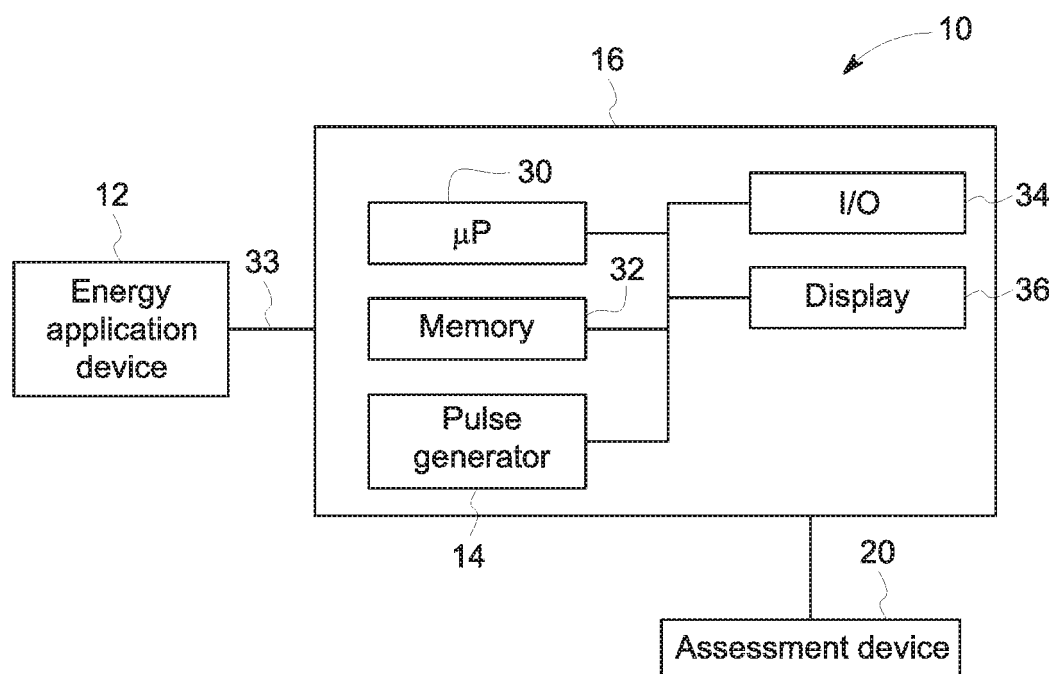 10
16
12
33
Energy
application
device
30
μP
32
Memory
Pulse
generator
14
I/O
34
Display
36
20
Assessment device